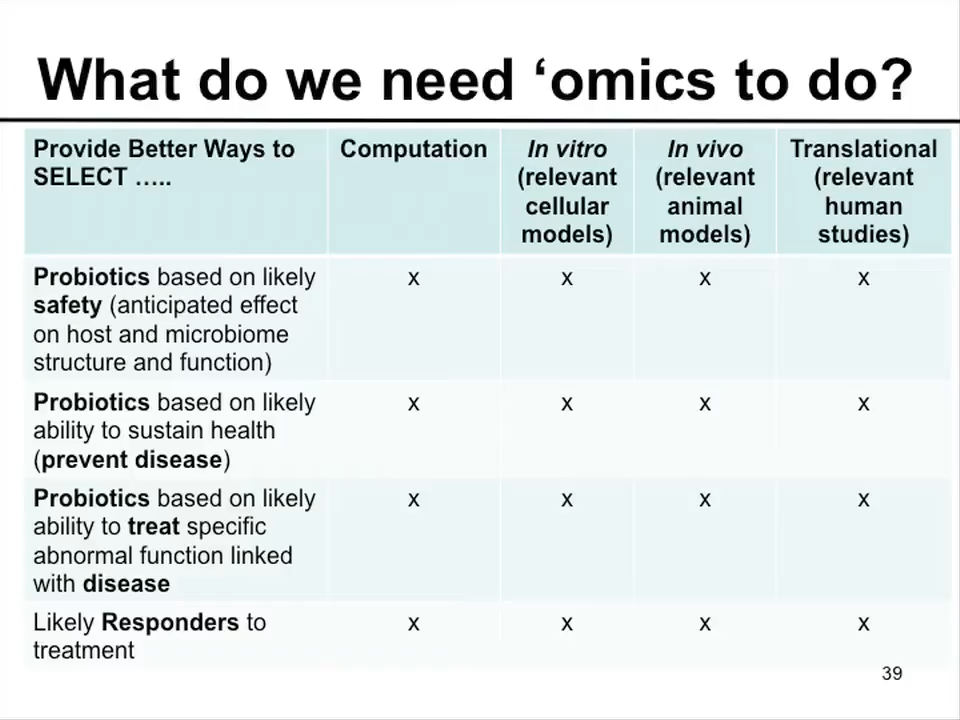 What do we need ‘omics to do?
Provide Better Ways to
SELECT …..
Computation
In vitro
(relevant
cellular
models)
In vivo
(relevant
animal
models)
Translational
(relevant
human
studies)
Probiotics based on likely
safety (anticipated effect
on host and microbiome
structure and function)
x x x x
Probiotics based on likely
ability to sustain health
(prevent disease)
x x x x
Probiotics based on likely
ability to treat specific
abnormal function linked
with disease
x x x x
Likely Responders to
treatment
x x x x
39